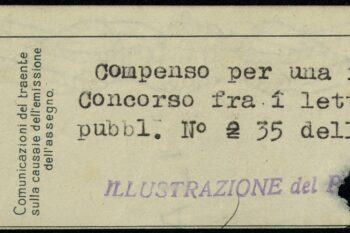 Comunicazioni del traente
sulla causale dell'emissione
dell'assegno.
Compenso per una
Concorso fra i lett
pubbl. Nº 2 35 dell
ILLUSTRAZIONE del P